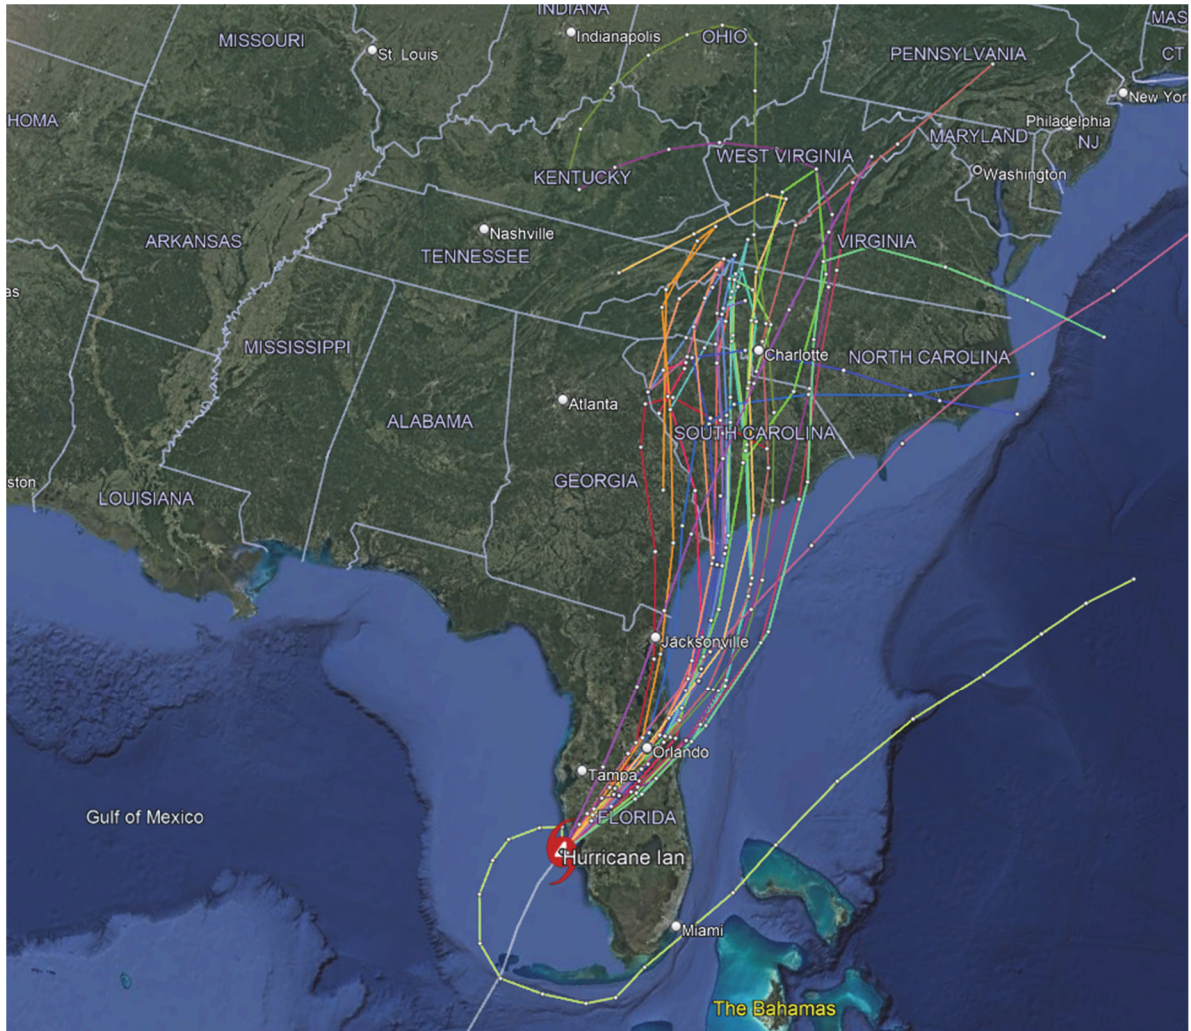 INDIANA
MAS
MISSOURI
St. Louis
Indianapolis
OHIO
PENNSYLVANIA
CT
New Yor
HOMA
Philadelphia
MARYLAND
NJ
WEST VIRGINIA
KENTUCKY
Washington
Nashville
ARKANSAS
VIRGINIA
TENNESSEE
as
MISSISSIPPI
Charlotte
NORTH CAROLINA
Atlanta
ALABAMA
SOUTH CAROLINA
GEORGIA
ston
LOUISIANA
Jacksonville
Orlando
Tampa
Gulf of Mexico
FLORIDA
Hurricane Ian
Miami
The Bahamas